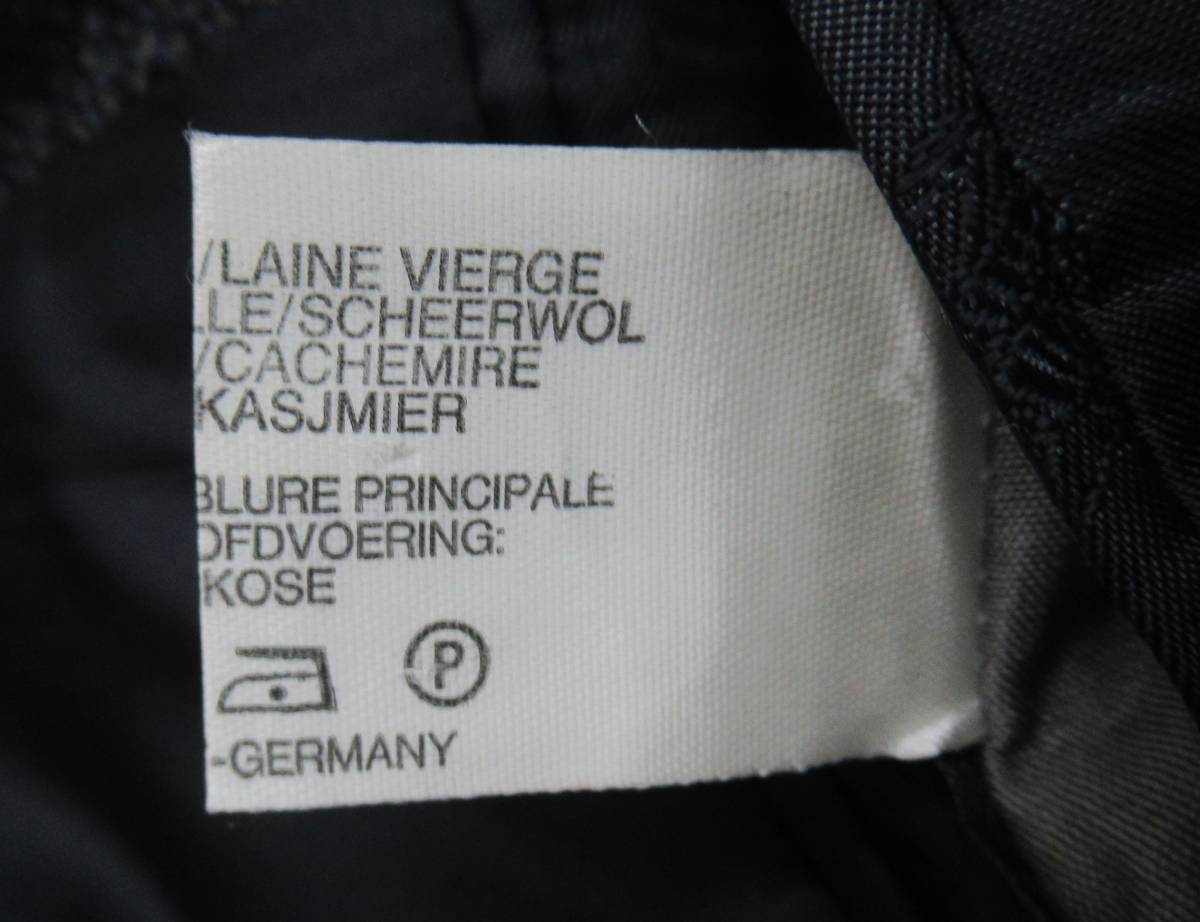 /LAINE VIERGE
LLE/SCHEERWOL
/CACHEMIRE
KASJMIER
BLURE PRINCIPALE
OFDVOERING:
KOSE
P
-GERMANY